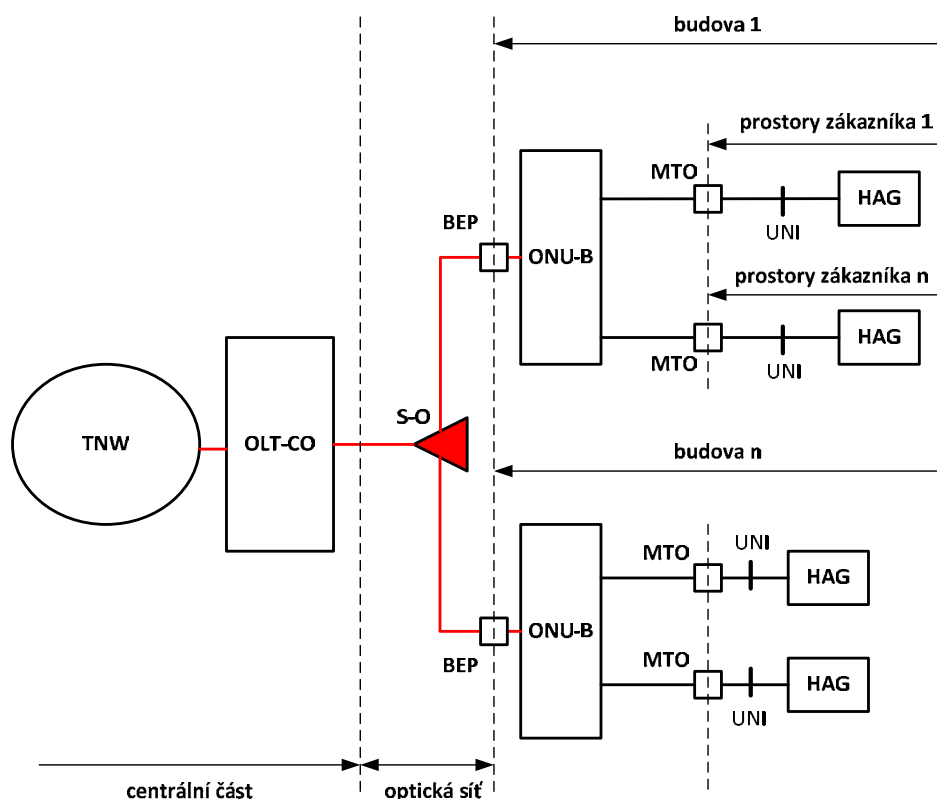 budova 1
prostory zákazníka 1
MTO
HAG
UNI
BEP
ONU-B
prostory zákazníka n
MTO
HAG
UNI
TNW
OLT-CO
S-O
budova n
UNI
MTO
HAG
ONU-B
BEP
MTO
HAG
UNI
centrální část
optická síť